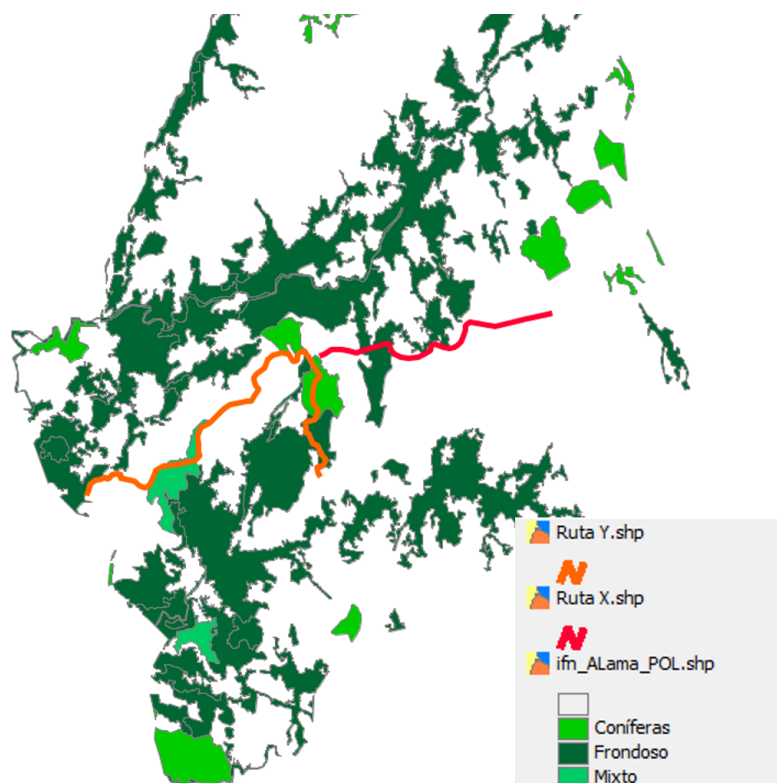 Ruta Y.shp
Ruta X.shp
ifn_ALama_POL.shp
Coníferas
Frondoso
Mixto